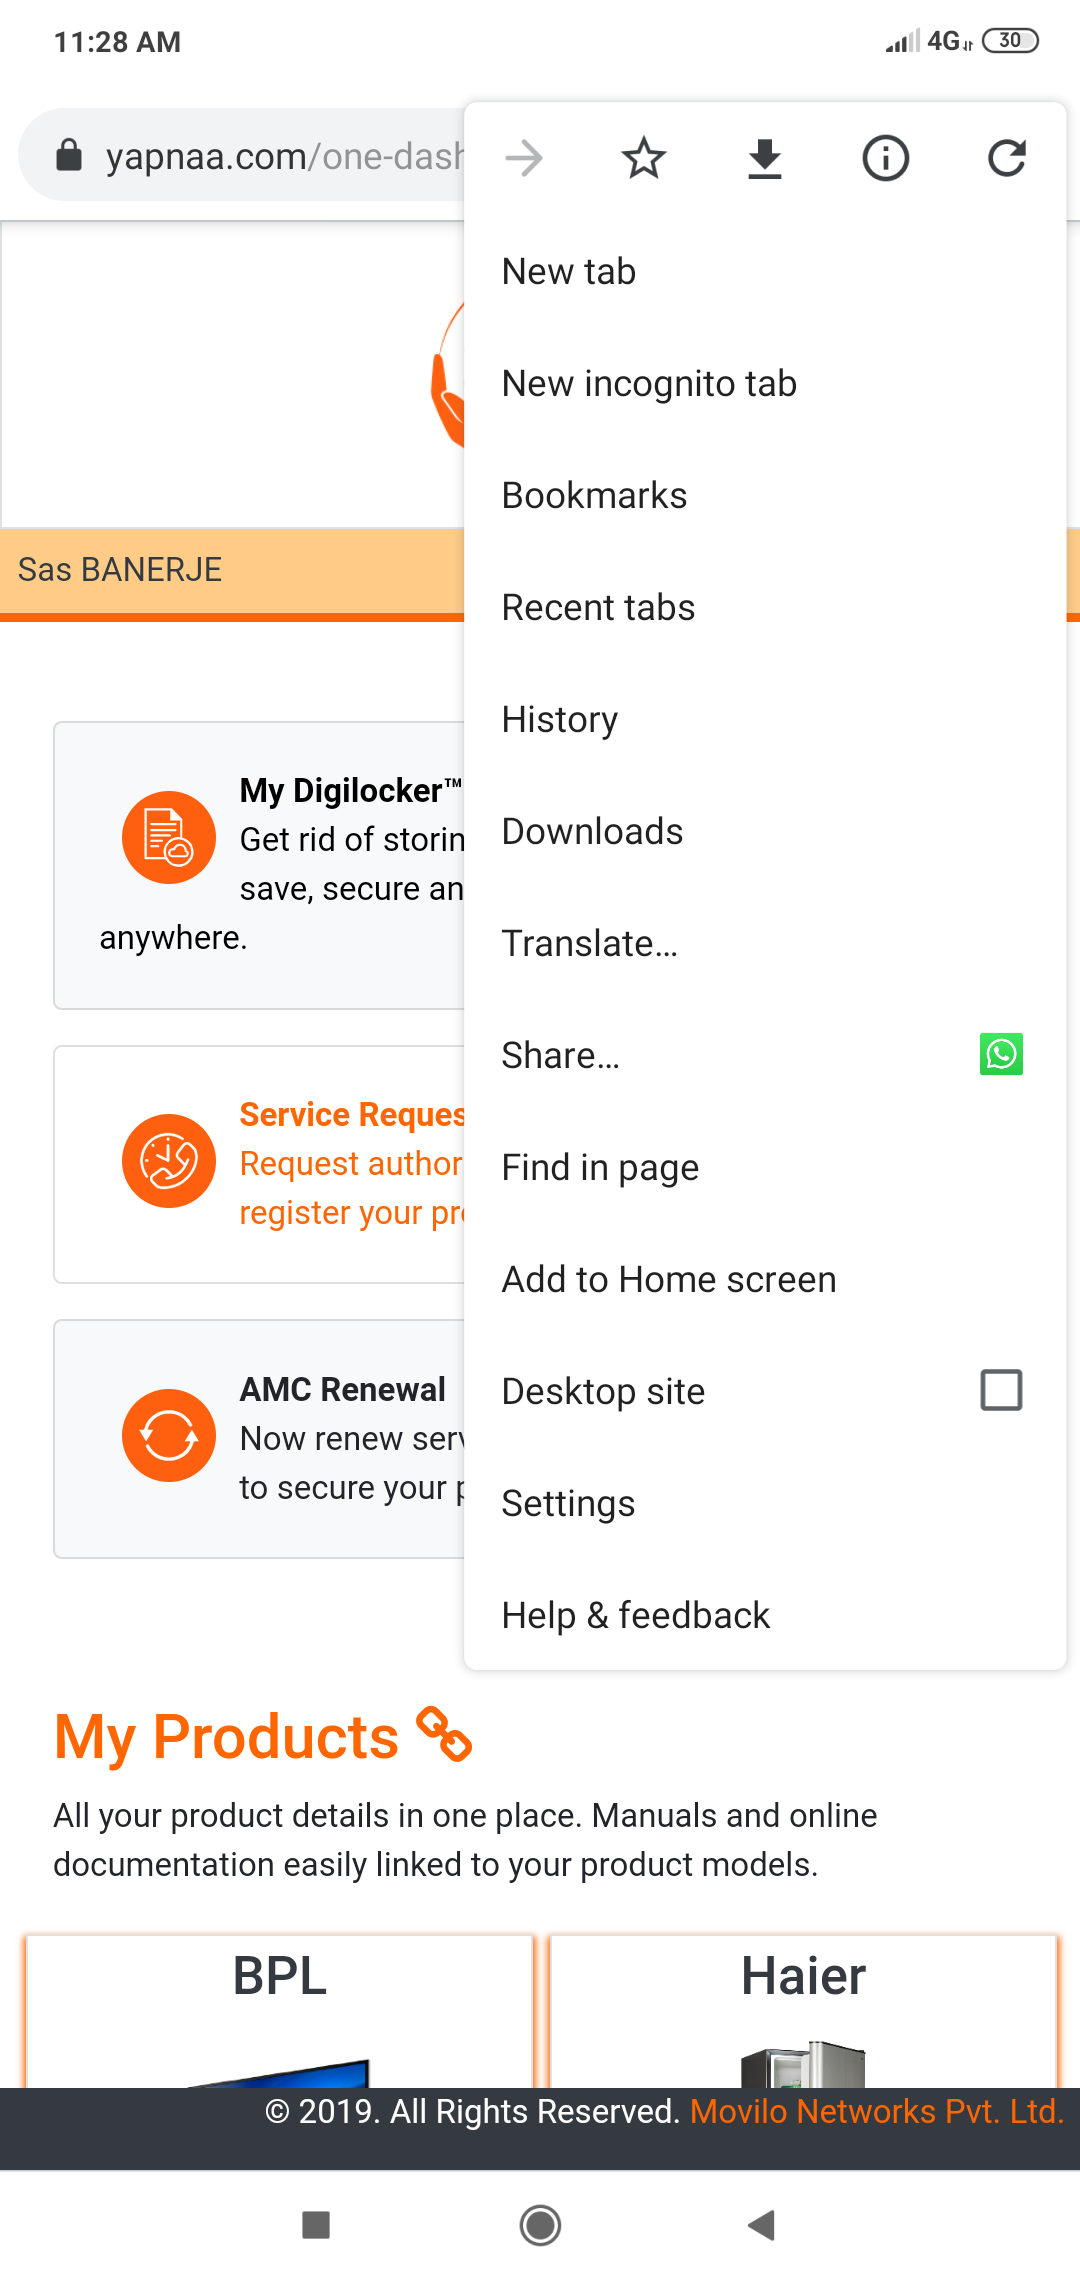 11:28 AM
4G
30
yapnaa.com/one-dash
New tab
New incognito tab
Bookmarks
Sas BANERJE
Recent tabs
History
My Digilocker™
Get rid of storin
Downloads
save, secure an
anywhere.
Translate...
Share...
Service Reques
Request author
Find in page
register your pro
Add to Home screen
AMC Renewal
Desktop site
Now renew serv
to secure your p
Settings
Help & feedback
My Products
All your product details in one place. Manuals and online
documentation easily linked to your product models.
BPL
Haier
© 2019. All Rights Reserved. Movilo Networks Pvt. Ltd.